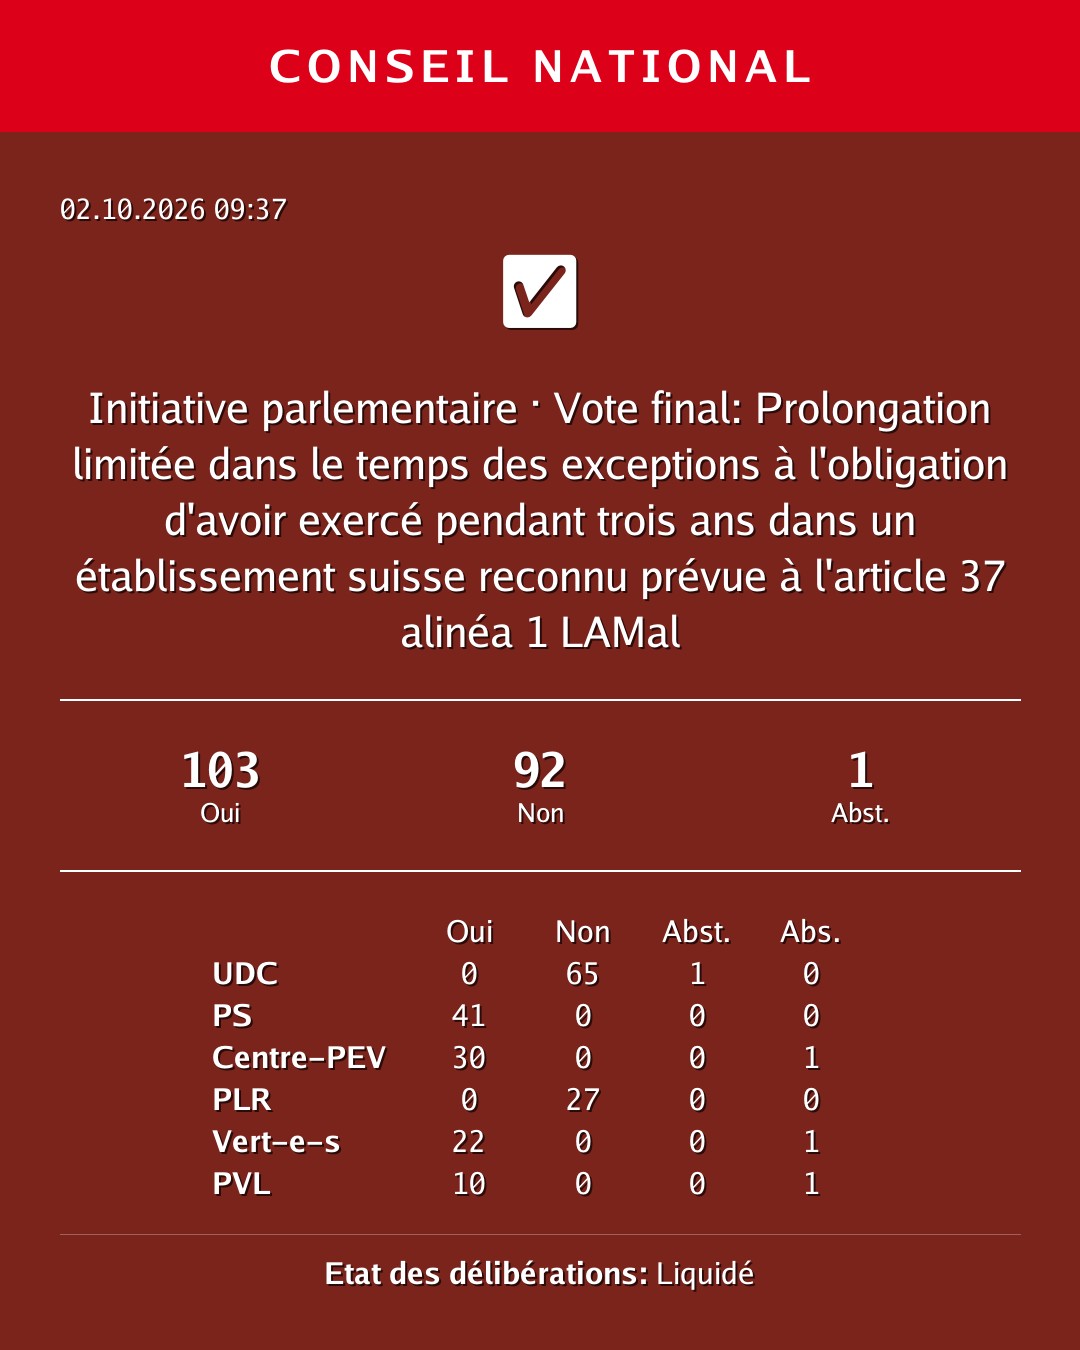 CONSEIL NATIONAL
02.10.2026 09:37
Initiative parlementaire · Vote final: Prolongation
limitée dans le temps des exceptions à l'obligation
d'avoir exercé pendant trois ans dans un
établissement suisse reconnu prévue à l'article 37
alinéa 1 LAMal
103 92 1
Oui Non Abst.
Oui Non Abst. Abs.
UDC 0 65 1 0
PS 41 0 0 0
Centre-PEV 30 0 0 1
PLR 0 27 0 0
Vert-e-s 22 0 0 1
PVL 10 0 0 1
Etat des délibérations: Liquidé